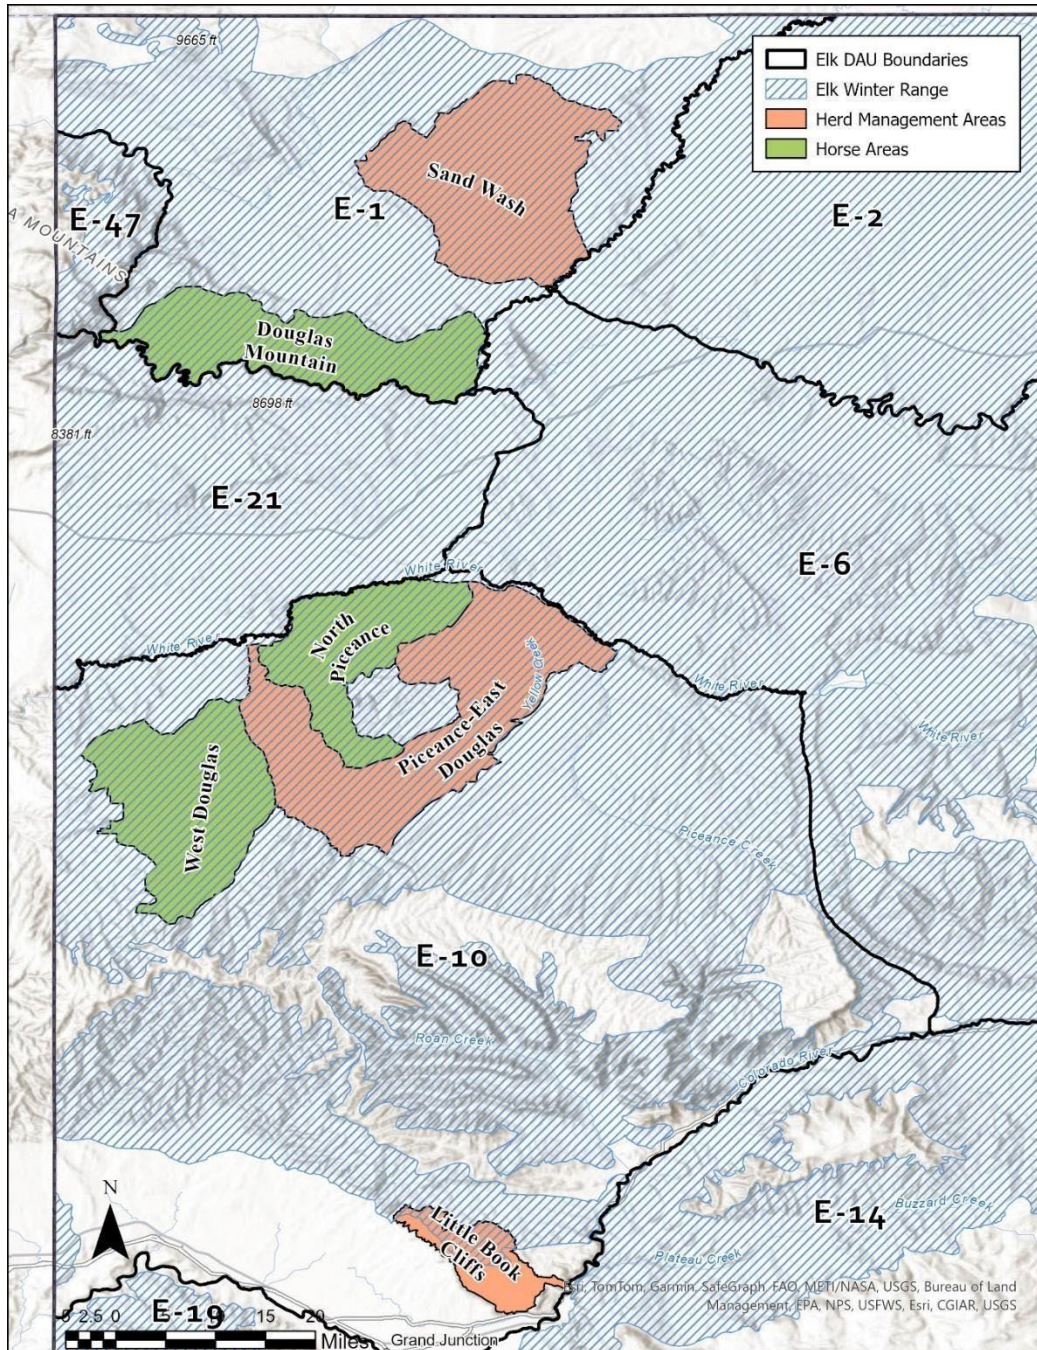 9665 ft
Elk DAU Boundaries
Elk Winter Range
Herd Management Areas
Horse Areas
Sand Wash
E-1
E-2
E-47
A MOUNTAINS
Douglas
Mountain
8698 ft
8381 ft
E-21
E-6
White River
North
Piceance
White River
Yellow Creek
White River
Piceance-East
Douglas
White River
West Douglas
Piceance Creek
E-10
Roan Creek
Colorado River
N
Little Book
Cliffs
E-14
Buzzard Creek
Plateau Creek
Esri, TomTom, Garmin, SafeGraph, FAO, METI/NASA, USGS, Bureau of Land
Management, EPA, NPS, USFWS, Esri, CGIAR, USGS
E-19
5 2.5 0 5 10 15 20
Miles
Grand Junction